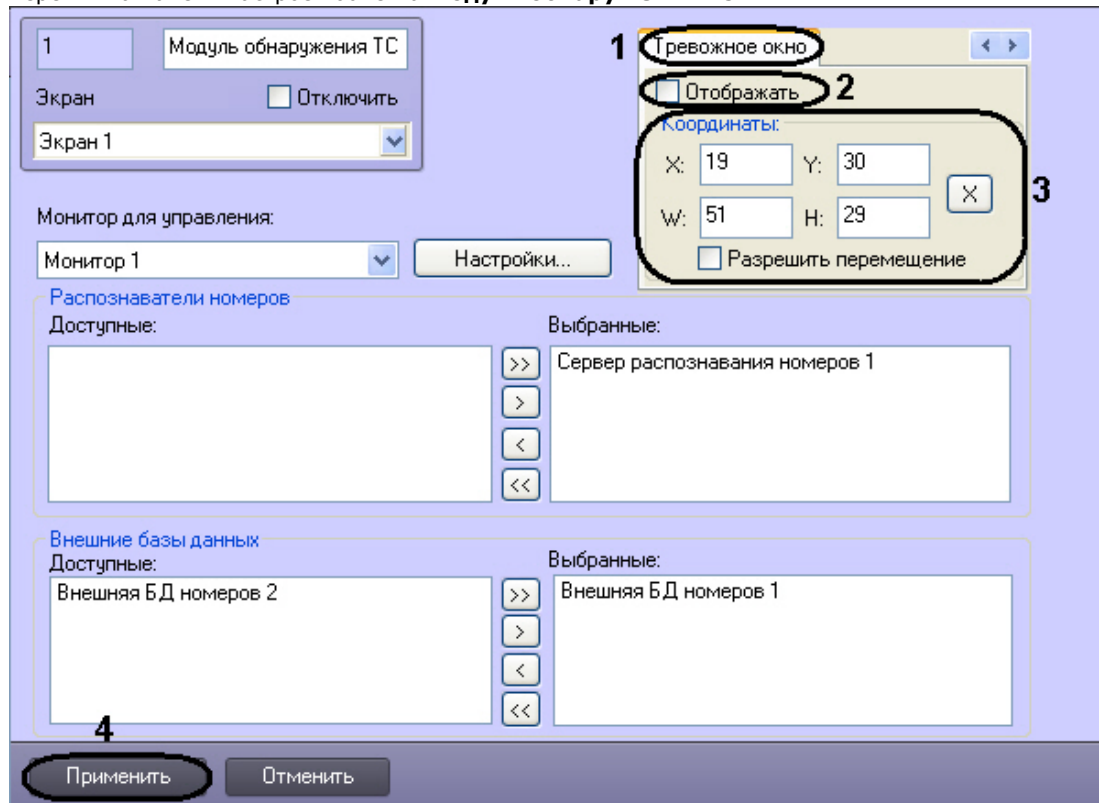 1 Модуль обнаружения ТС
Экран Отключить
Экран 1
1 Тревожное окно
Отображать 2
Координаты:
X: 19 Y: 30
X 3
W: 51 H: 29
Разрешить перемещение
Монитор для управления:
Монитор 1 Настройки...
Распознаватели номеров
Доступные: Выбранные:
Сервер распознавания номеров 1
>>
>
<
<<
Внешние базы данных
Доступные: Выбранные:
Внешняя БД номеров 2 >> Внешняя БД номеров 1
>
<
<<
4
Применить Отменить